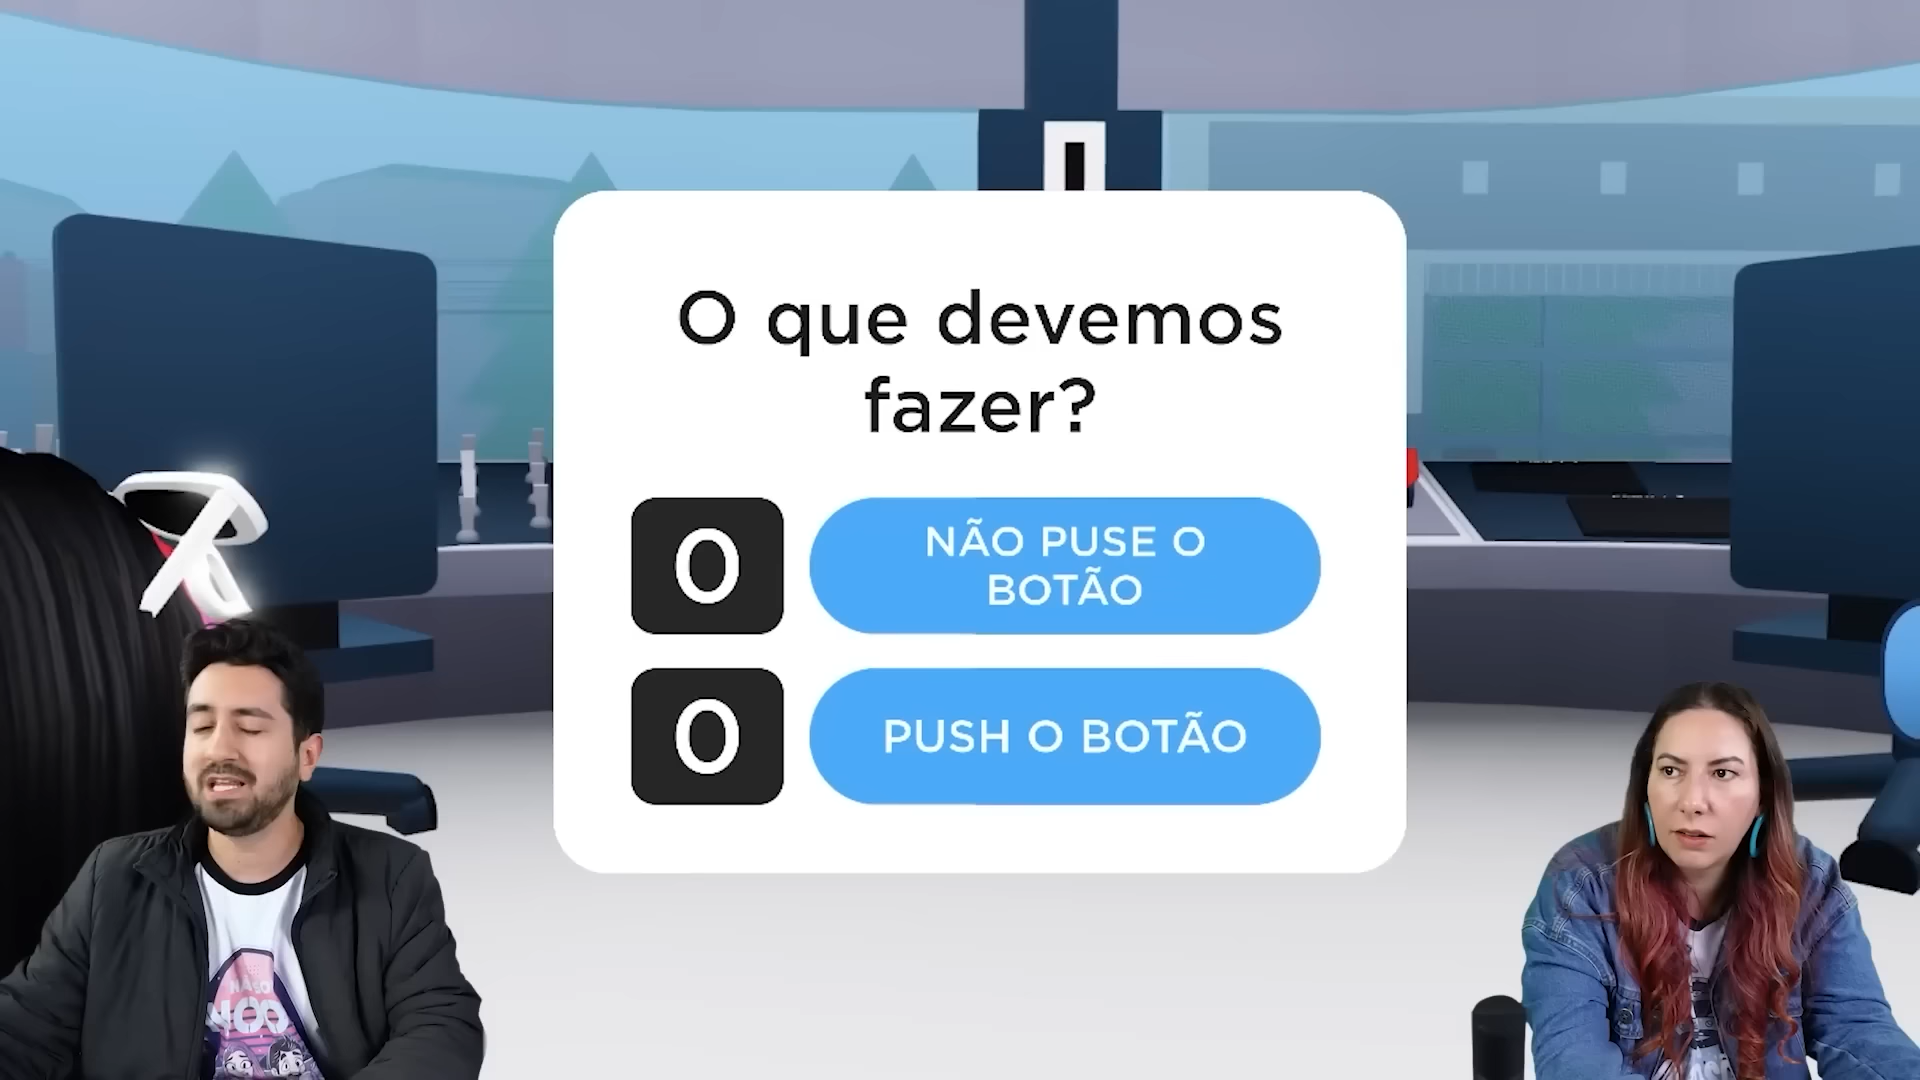 O que devemos
fazer?
0
NÃO PUSE O
BOTÃO
0
PUSH O BOTÃO